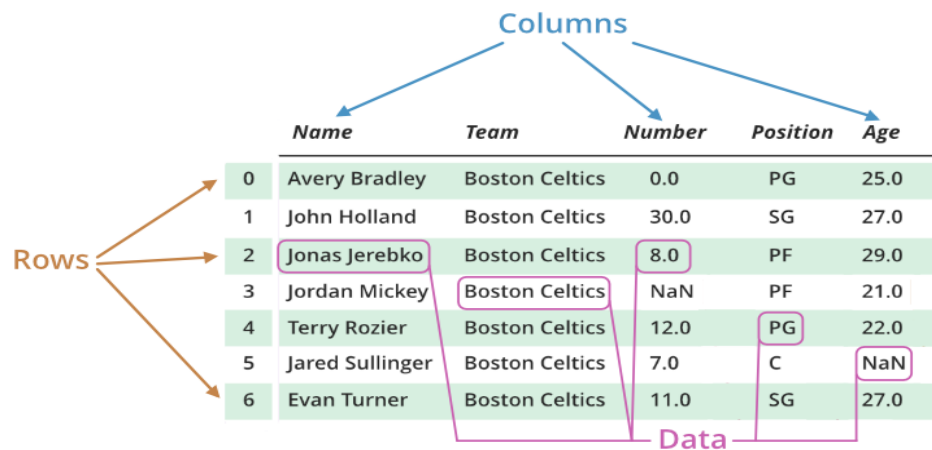 Columns
Name Team Number Position Age
0 Avery Bradley Boston Celtics 0.0 PG 25.0
1 John Holland Boston Celtics 30.0 SG 27.0
Rows
2 Jonas Jerebko Boston Celtics 8.0 PF 29.0
3 Jordan Mickey Boston Celtics NaN PF 21.0
4 Terry Rozier Boston Celtics 12.0 PG 22.0
5 Jared Sullinger Boston Celtics 7.0 C NaN
6 Evan Turner Boston Celtics 11.0 SG 27.0
Data